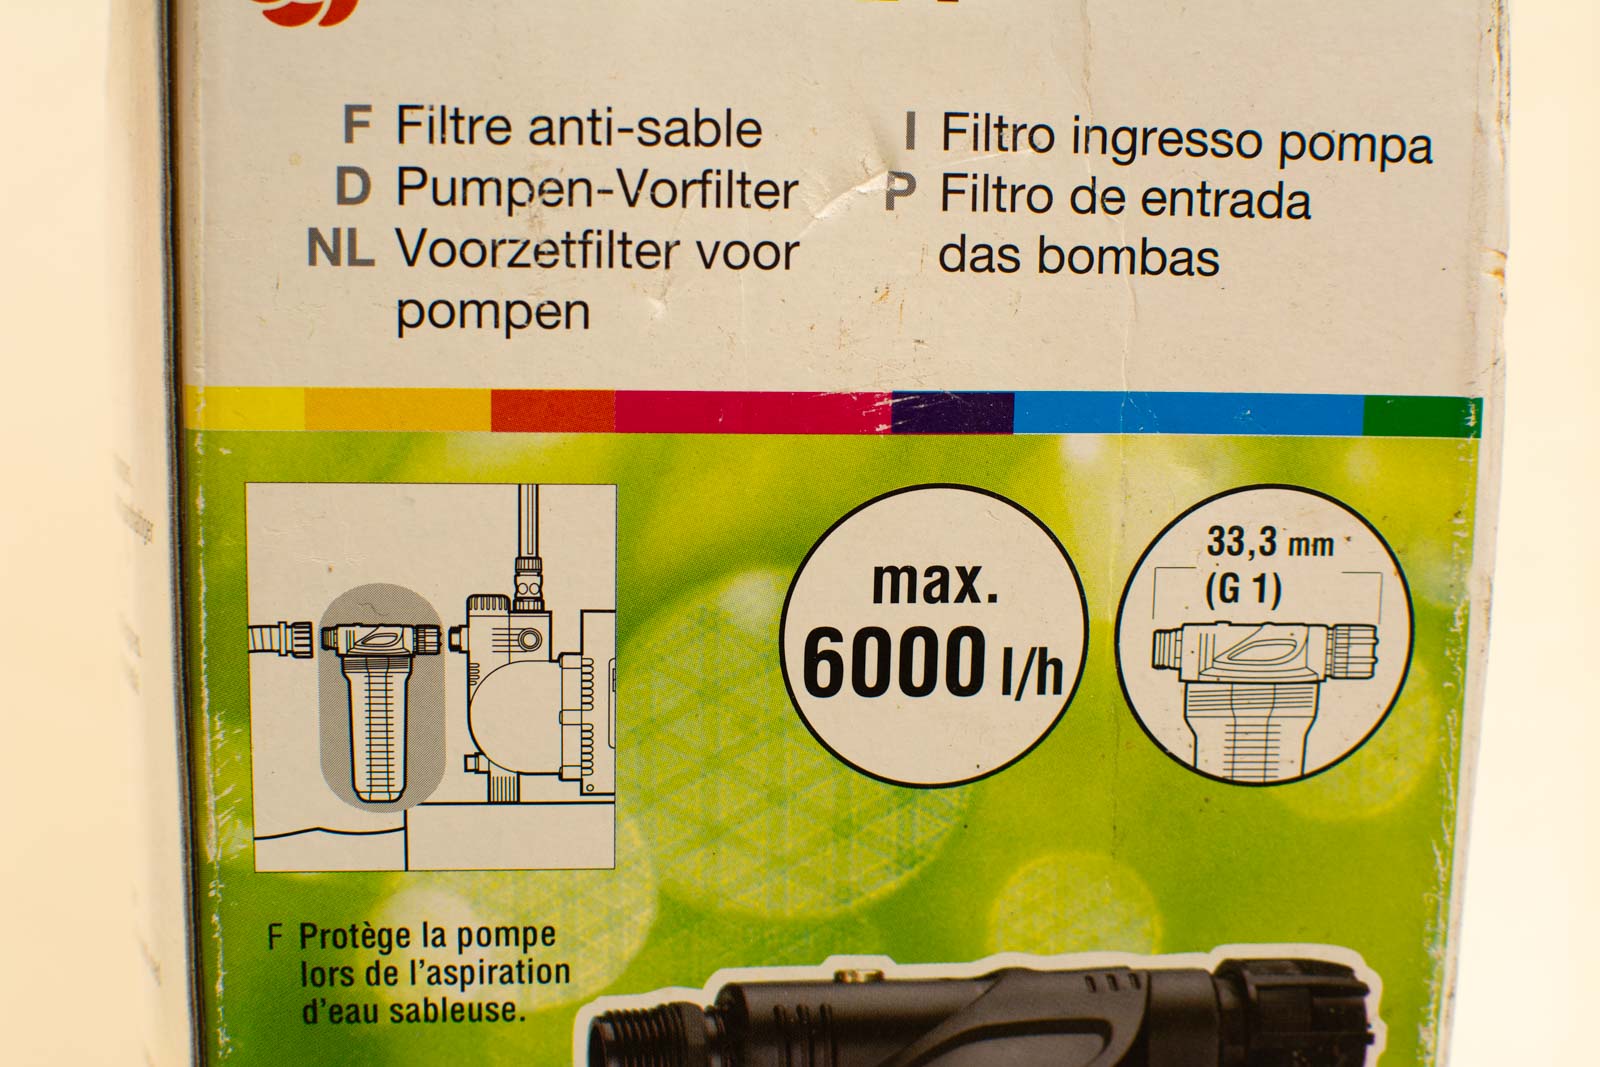 F Filtre anti-sable
D Pumpen-Vorfilter
NL Voorzetfilter voor
pompen
I Filtro ingresso pompa
P Filtro de entrada
das bombas
max.
6000 l/h
33,3 mm
(G 1)
F Protège la pompe
lors de l'aspiration
d'eau sableuse.